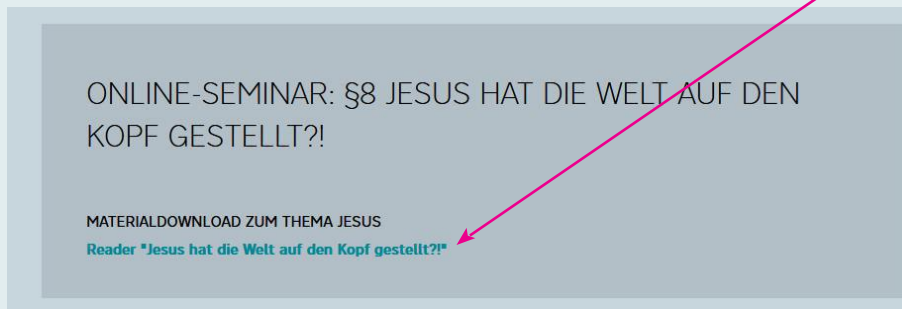 ONLINE-SEMINAR: §8 JESUS HAT DIE WELT AUF DEN
KOPF GESTELLT?!
MATERIALDOWNLOAD ZUM THEMA JESUS
Reader "Jesus hat die Welt auf den Kopf gestellt?!"